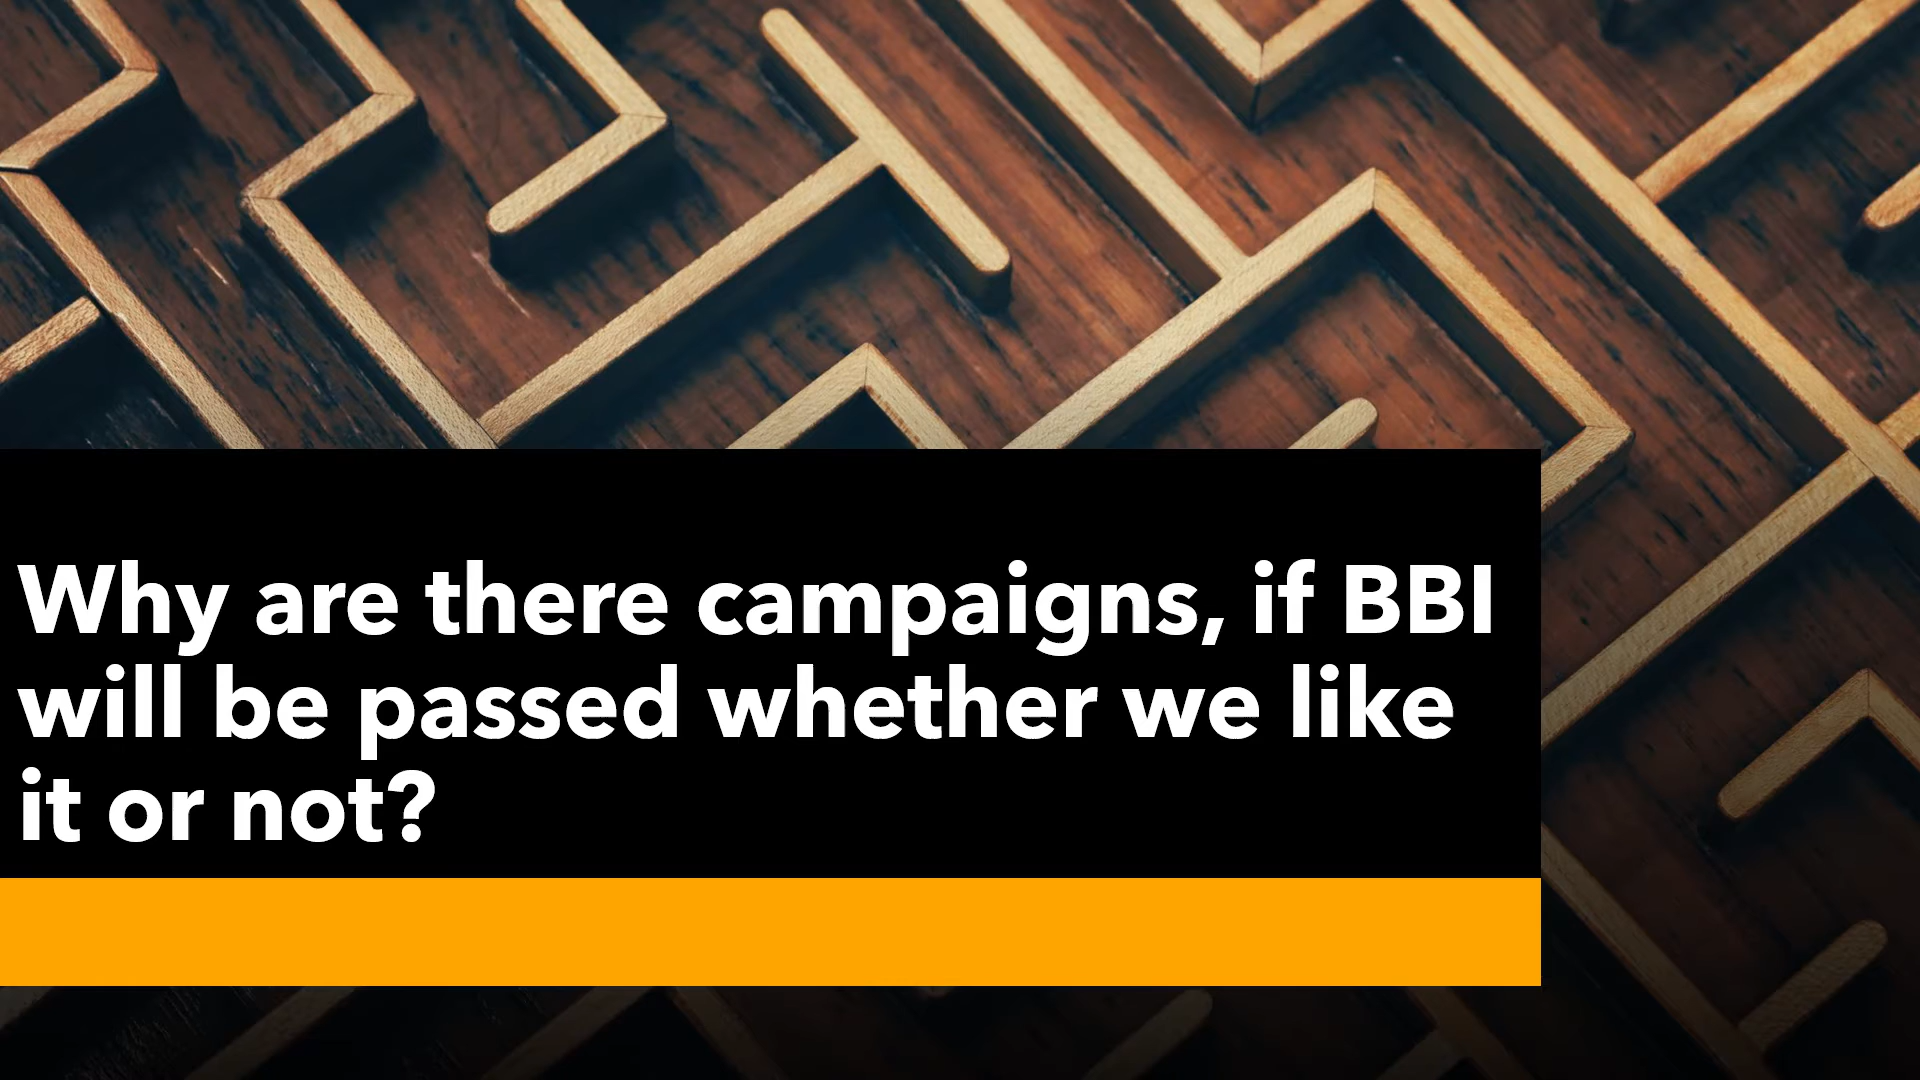 Why are there campaigns, if BBI
will be passed whether we like
it or not?